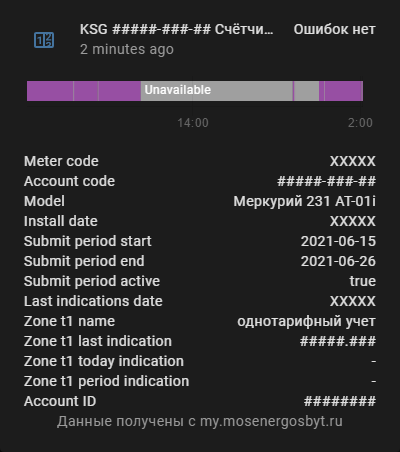 KSG #####-###-## Счётчи... Ошибок нет
2 minutes ago
Unavailable
14:00 2:00
Meter code XXXXX
Account code #####-###-##
Model Меркурий 231 АТ-01i
Install date XXXXX
Submit period start 2021-06-15
Submit period end 2021-06-26
Submit period active true
Last indications date XXXXX
Zone t1 name однотарифный учет
Zone t1 last indication #####.###
Zone t1 today indication -
Zone t1 period indication -
Account ID ########
Данные получены с my.mosenergosbyt.ru